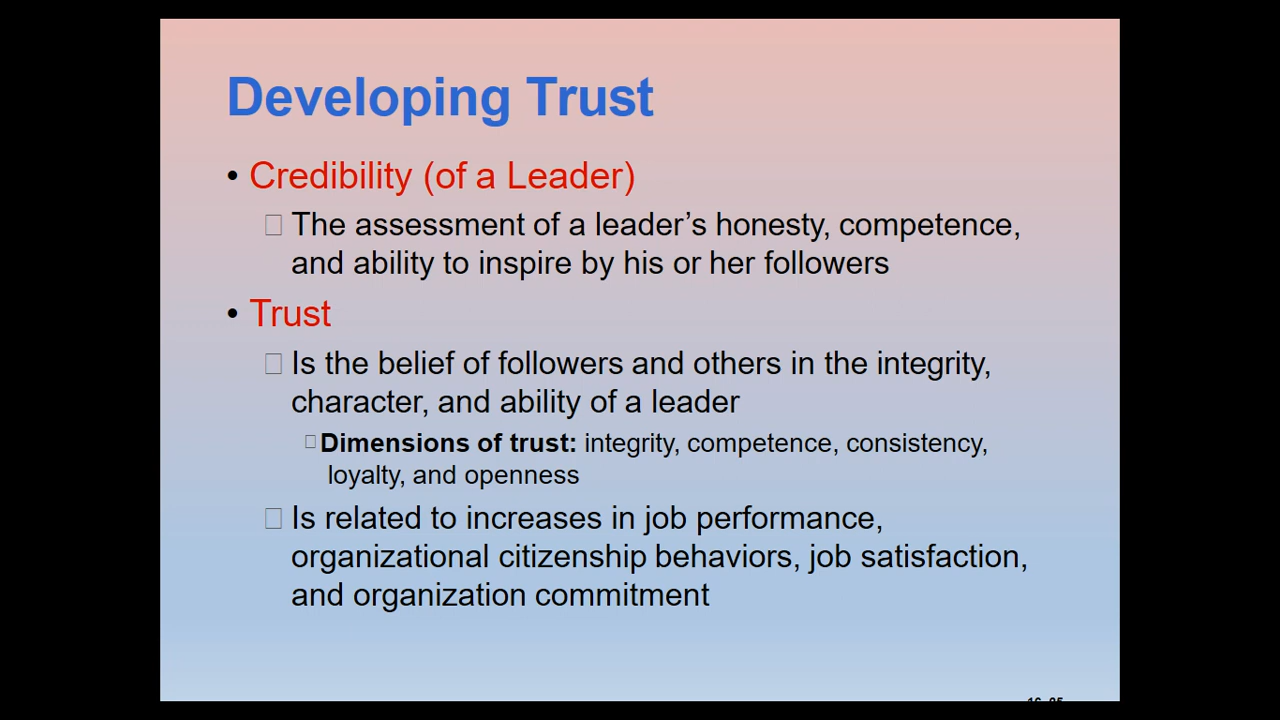 Developing Trust
• Credibility (of a Leader)
The assessment of a leader’s honesty, competence,
and ability to inspire by his or her followers
• Trust
Is the belief of followers and others in the integrity,
character, and ability of a leader
Dimensions of trust: integrity, competence, consistency,
loyalty, and openness
Is related to increases in job performance,
organizational citizenship behaviors, job satisfaction,
and organization commitment